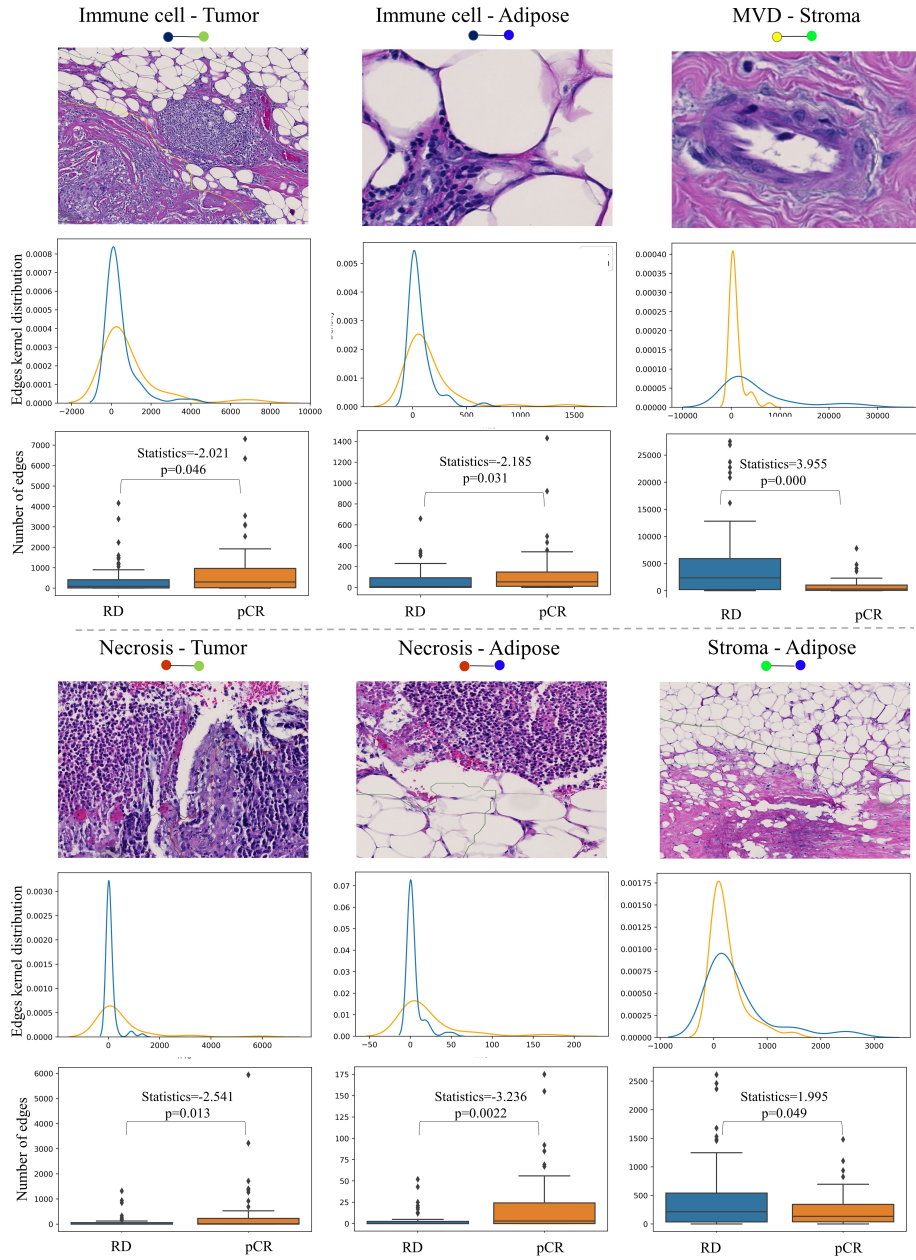 Immune cell - Tumor
Immune cell - Adipose
MVD - Stroma
Edges kernel distribution
0.0008
0.0007
0.0006
0.0005
0.0004
0.0003
0.0002
0.0001
0.0000
−2000 0 2000 4000 6000 8000 10000
0.005
0.004
0.003
0.002
0.001
0.000
0 500 1000 1500
0.00040
0.00035
0.00030
0.00025
0.00020
0.00015
0.00010
0.00005
0.00000
−10000 0 10000 20000 30000
Number of edges
7000
6000
5000
4000
3000
2000
1000
0
Statistics=-2.021
p=0.046
RD pCR
1400
1200
1000
800
600
400
200
0
Statistics=-2.185
p=0.031
RD pCR
25000
20000
15000
10000
5000
0
Statistics=3.955
p=0.000
RD pCR
Necrosis - Tumor
Necrosis - Adipose
Stroma - Adipose
Edges kernel distribution
0.0030
0.0025
0.0020
0.0015
0.0010
0.0005
0.0000
0 2000 4000 6000
0.07
0.06
0.05
0.04
0.03
0.02
0.01
0.00
−50 0 50 100 150 200
0.00175
0.00150
0.00125
0.00100
0.00075
0.00050
0.00025
0.00000
−1000 0 1000 2000 3000
Number of edges
6000
5000
4000
3000
2000
1000
0
Statistics=-2.541
p=0.013
RD pCR
175
150
125
100
75
50
25
0
Statistics=-3.236
p=0.0022
RD pCR
2500
2000
1500
1000
500
0
Statistics=1.995
p=0.049
RD pCR